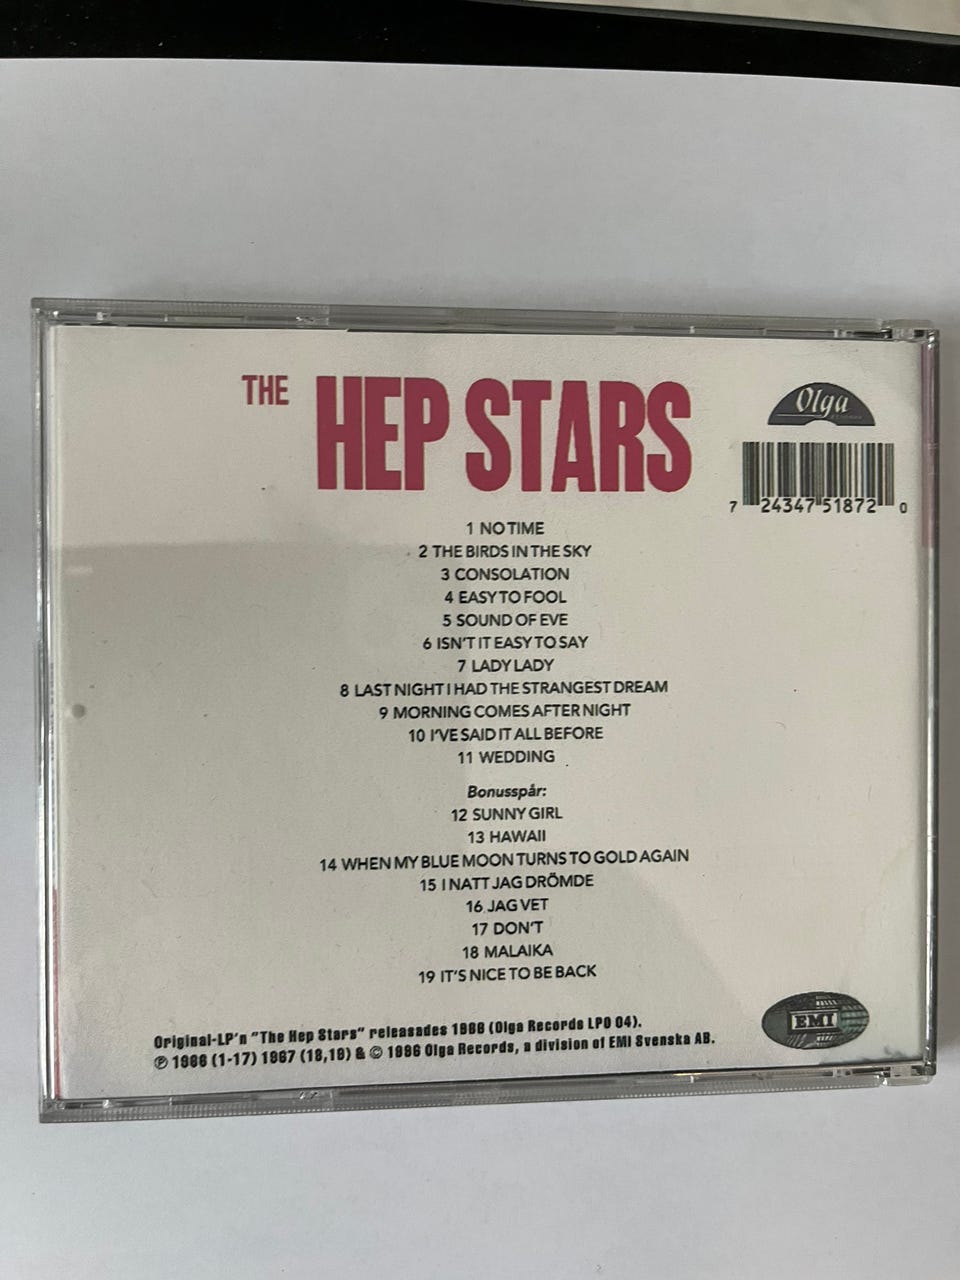 THE HEP STARS
Olga
7 24347 51872 0
1 NO TIME
2 THE BIRDS IN THE SKY
3 CONSOLATION
4 EASY TO FOOL
5 SOUND OF EVE
6 ISN'T IT EASY TO SAY
7 LADY LADY
8 LAST NIGHT I HAD THE STRANGEST DREAM
9 MORNING COMES AFTER NIGHT
10 I'VE SAID IT ALL BEFORE
11 WEDDING
Bonusspår:
12 SUNNY GIRL
13 HAWAII
14 WHEN MY BLUE MOON TURNS TO GOLD AGAIN
15 I NATT JAG DRÖMDE
16 JAG VET
17 DON'T
18 MALAIKA
19 IT'S NICE TO BE BACK
EMI
Original-LP'n "The Hep Stars" releasades 1966 (Olga Records LPO 04).
℗ 1966 (1-17) 1967 (18,19) & © 1996 Olga Records, a division of EMI Svenska AB.